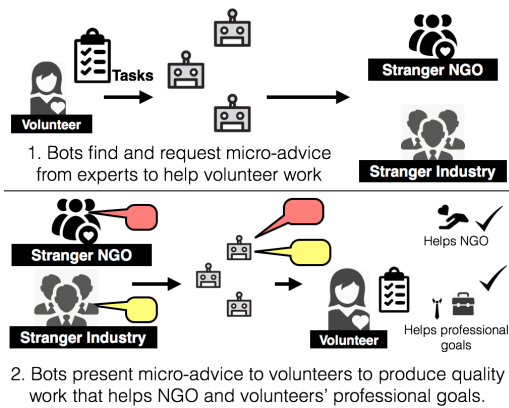 Tasks
Volunteer
Stranger NGO
Stranger Industry
1. Bots find and request micro-advice
from experts to help volunteer work
Stranger NGO
Stranger Industry
Volunteer
Helps NGO
Helps professional
goals
2. Bots present micro-advice to volunteers to produce quality
work that helps NGO and volunteers’ professional goals.